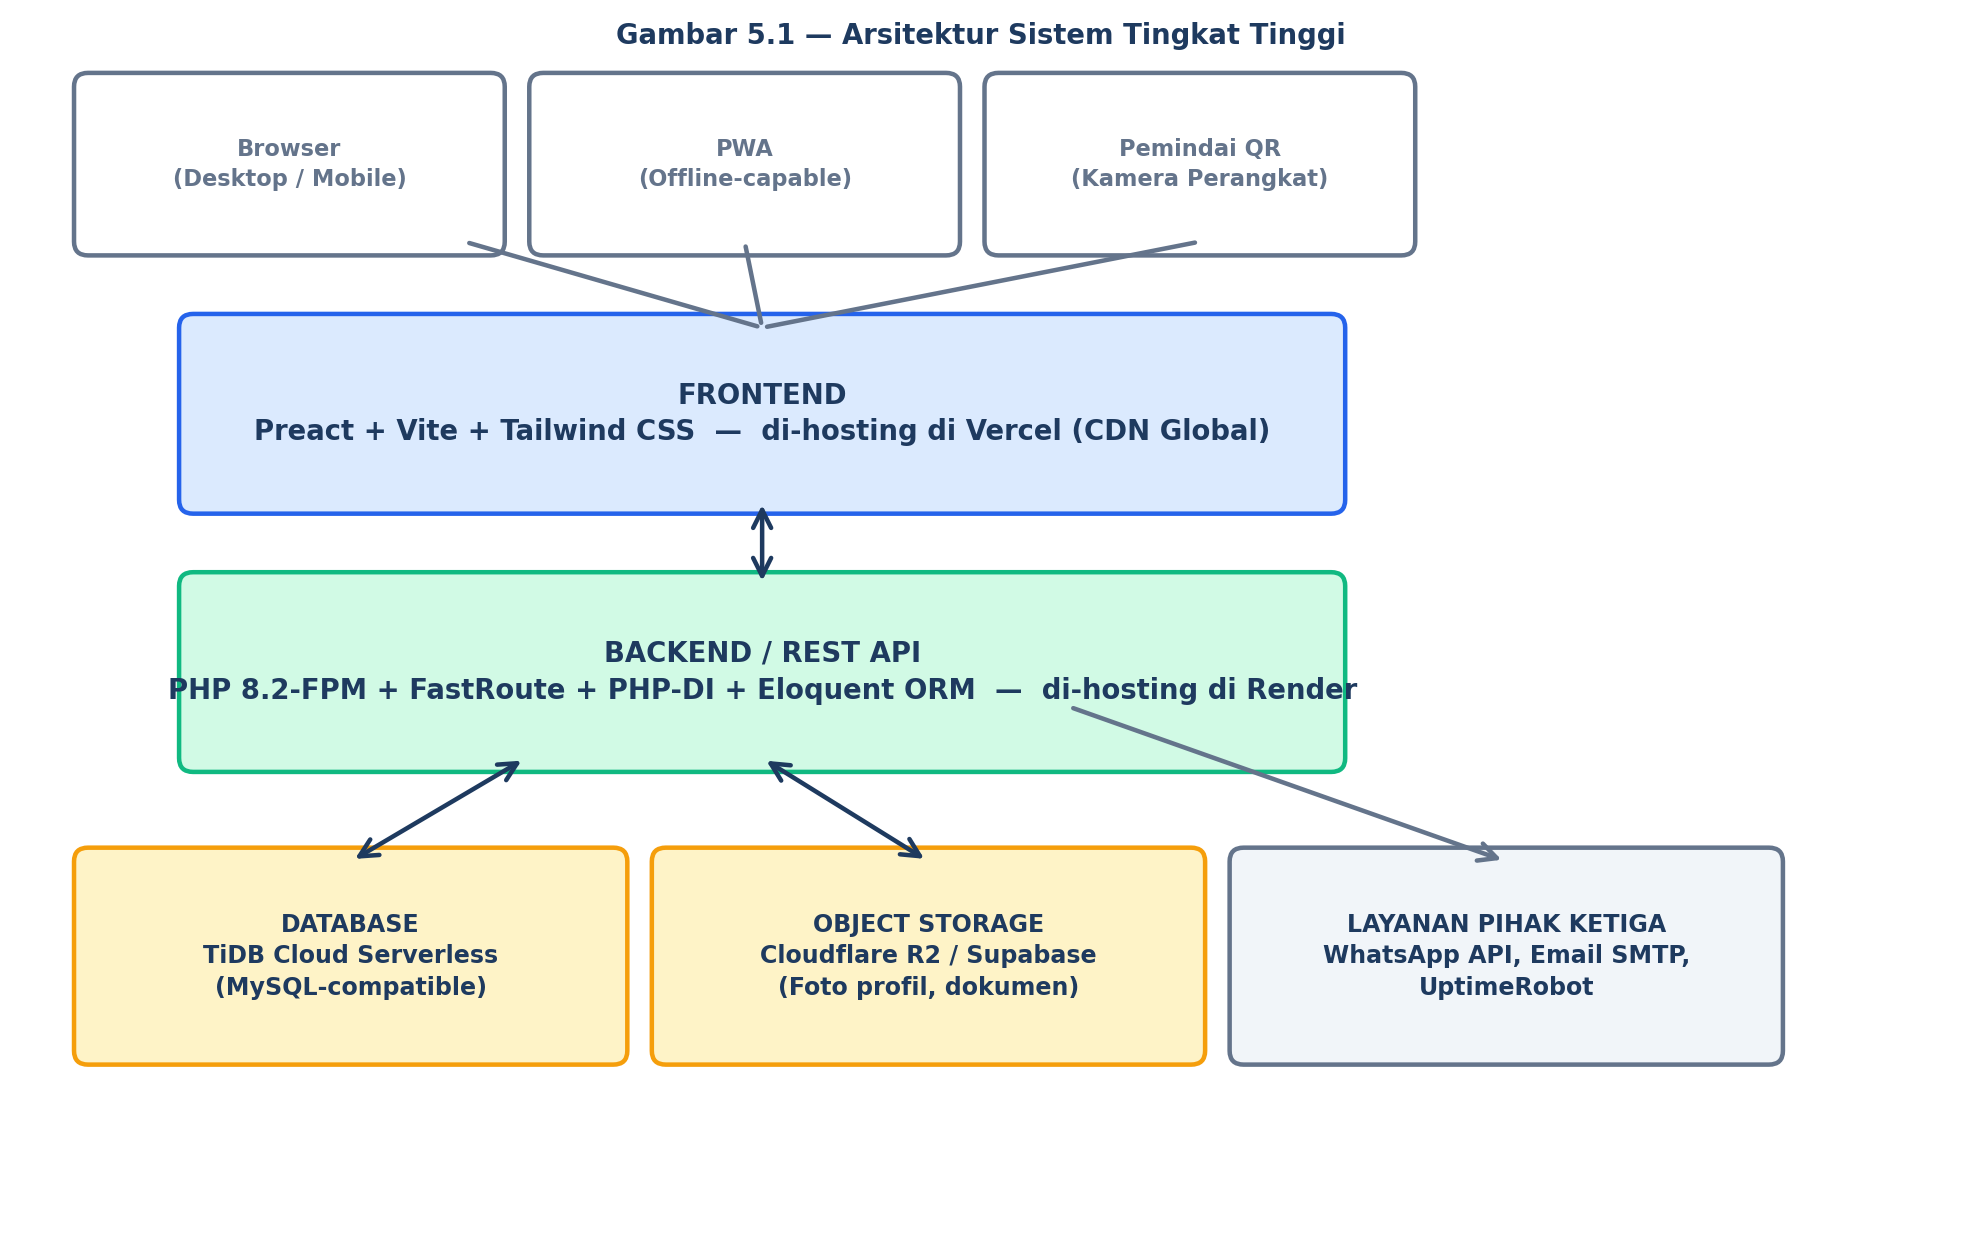 Gambar 5.1 — Arsitektur Sistem Tingkat Tinggi
Browser
(Desktop / Mobile)
PWA
(Offline-capable)
Pemindai QR
(Kamera Perangkat)
FRONTEND
Preact + Vite + Tailwind CSS — di-hosting di Vercel (CDN Global)
BACKEND / REST API
PHP 8.2-FPM + FastRoute + PHP-DI + Eloquent ORM — di-hosting di Render
DATABASE
TiDB Cloud Serverless
(MySQL-compatible)
OBJECT STORAGE
Cloudflare R2 / Supabase
(Foto profil, dokumen)
LAYANAN PIHAK KETIGA
WhatsApp API, Email SMTP,
UptimeRobot